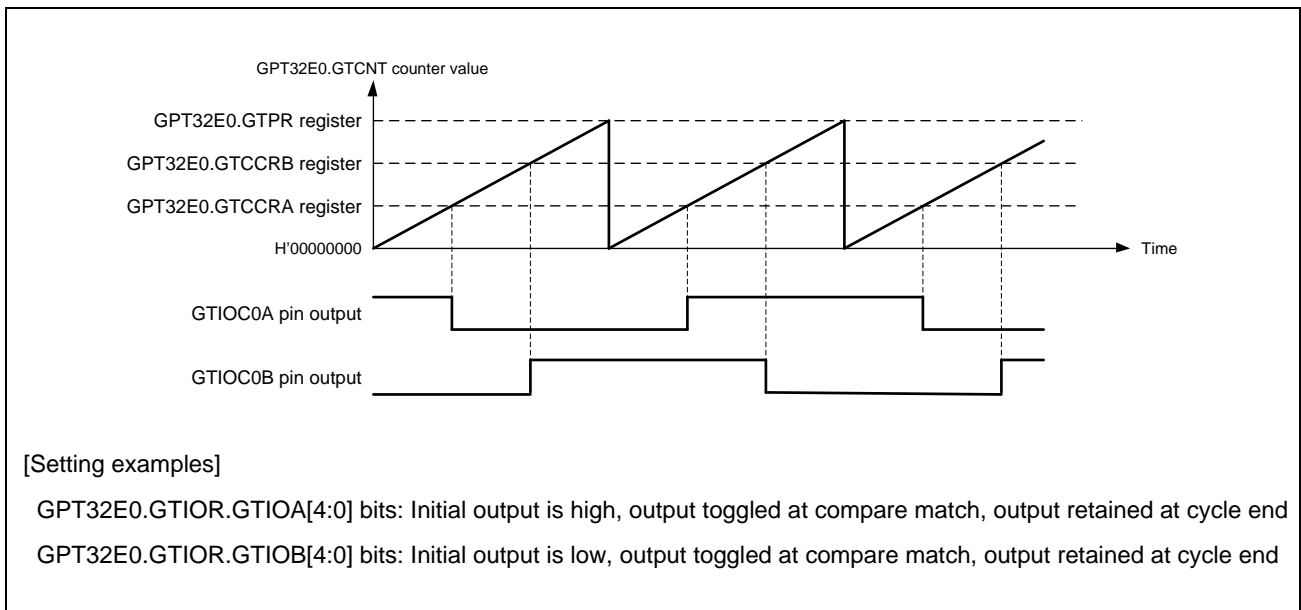 GPT32E0.GTCNT counter value
GPT32E0.GTPR register
GPT32E0.GTCCRB register
GPT32E0.GTCCRA register
H'00000000
Time
GTIOC0A pin output
GTIOC0B pin output
[Setting examples]
GPT32E0.GTIOR.GTIOA[4:0] bits: Initial output is high, output toggled at compare match, output retained at cycle end
GPT32E0.GTIOR.GTIOB[4:0] bits: Initial output is low, output toggled at compare match, output retained at cycle end